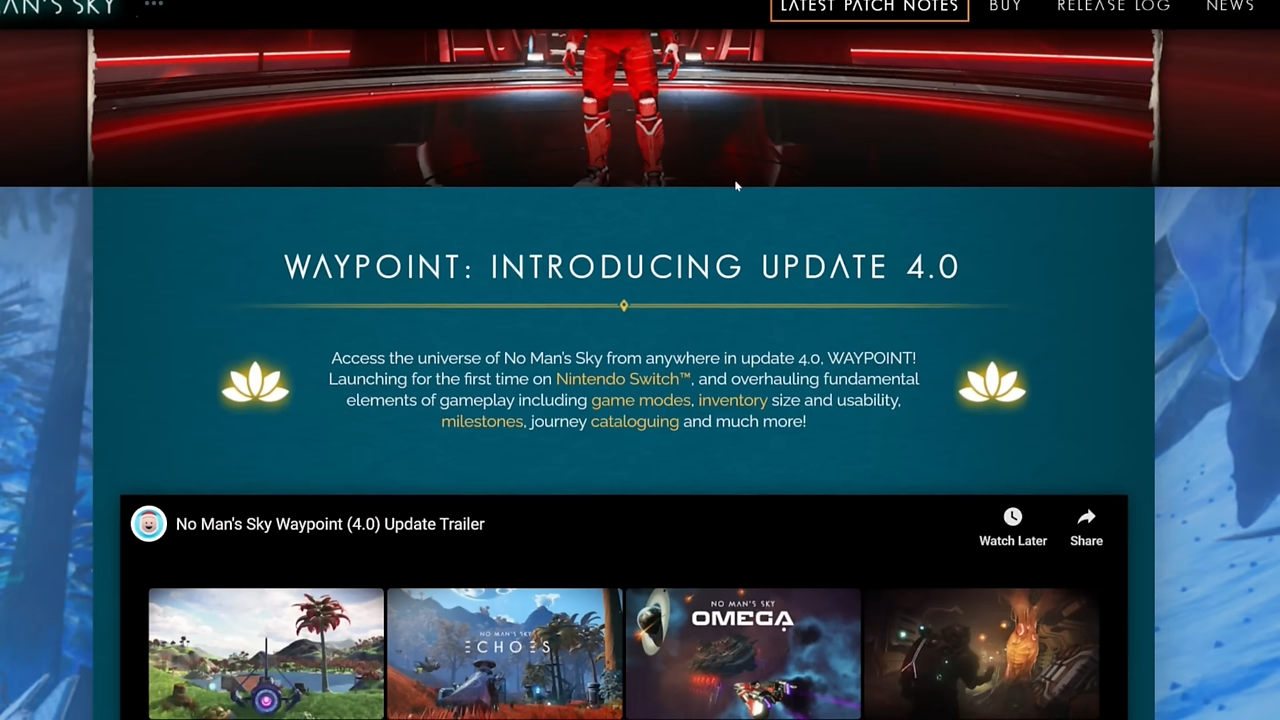 MAN'S SKY
LATEST PATCH NOTES
BUY
RELEASE LOG
NEWS
WAYPOINT: INTRODUCING UPDATE 4.0
Access the universe of No Man's Sky from anywhere in update 4.0, WAYPOINT!
Launching for the first time on Nintendo Switch™, and overhauling fundamental
elements of gameplay including game modes, inventory size and usability,
milestones, journey cataloguing and much more!
No Man's Sky Waypoint (4.0) Update Trailer
Watch Later
Share
NO MAN'S SKY
ECHOES
NO MAN'S SKY
OMEGA